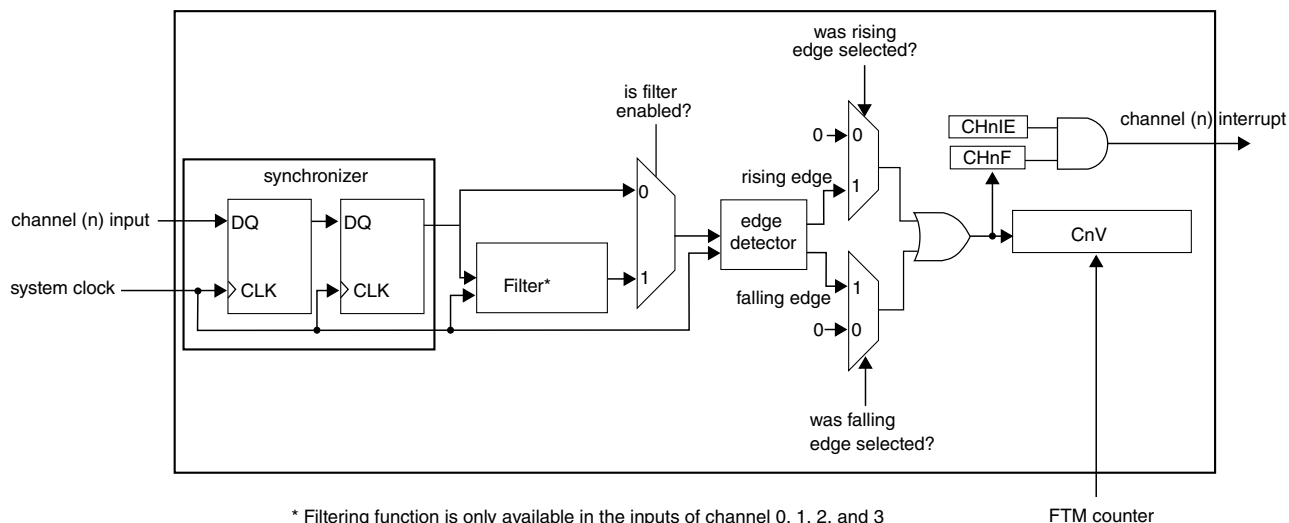 was rising
edge selected?
is filter
enabled?
0
0
CHnIE
channel (n) interrupt
CHnF
synchronizer
rising edge
1
0
channel (n) input
DQ
DQ
edge
detector
CnV
system clock
CLK
CLK
Filter*
1
falling edge
1
0
0
was falling
edge selected?
* Filtering function is only available in the inputs of channel 0, 1, 2, and 3
FTM counter